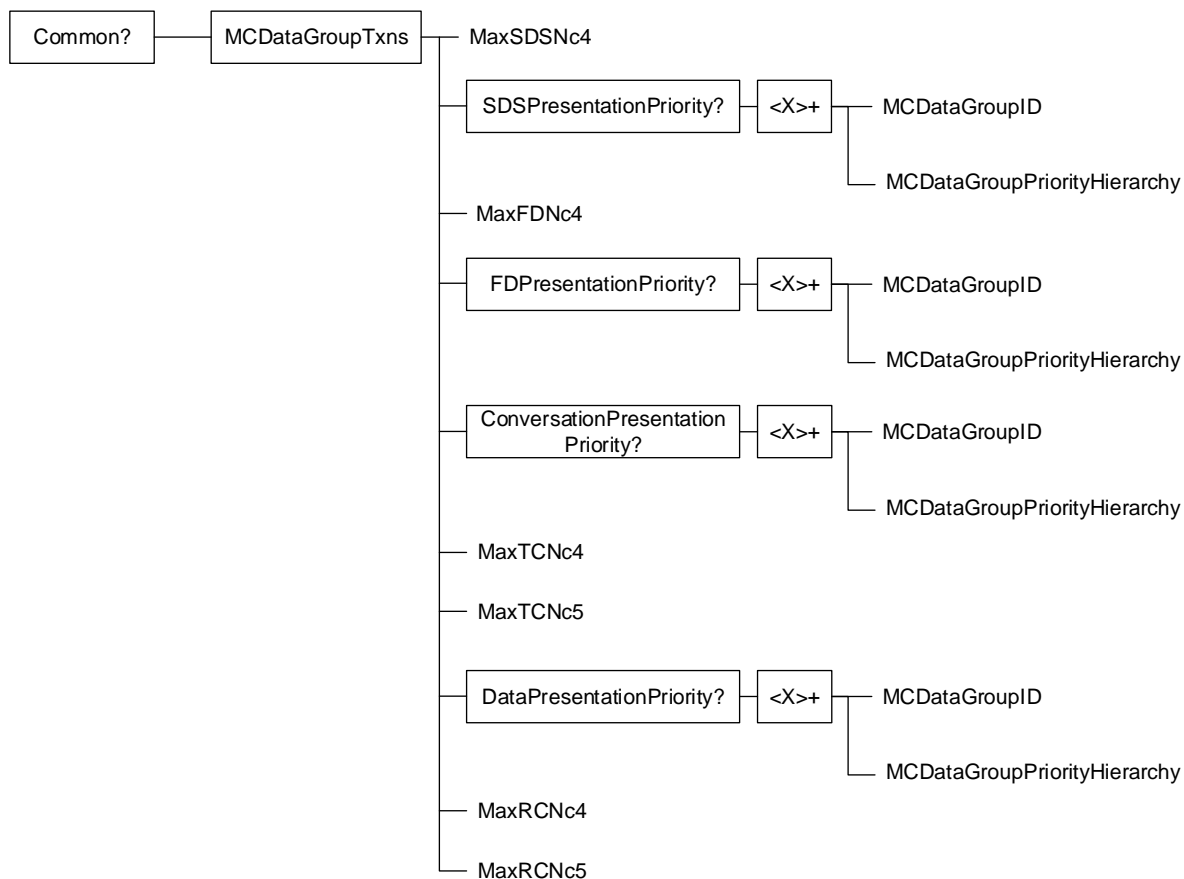 Common?
MCDataGroupTxns
MaxSDSNc4
SDSPresentationPriority?
<X>+
MCDataGroupID
MCDataGroupPriorityHierarchy
MaxFDNc4
FDPresentationPriority?
<X>+
MCDataGroupID
MCDataGroupPriorityHierarchy
ConversationPresentation
Priority?
<X>+
MCDataGroupID
MCDataGroupPriorityHierarchy
MaxTCNc4
MaxTCNc5
DataPresentationPriority?
<X>+
MCDataGroupID
MCDataGroupPriorityHierarchy
MaxRCNc4
MaxRCNc5